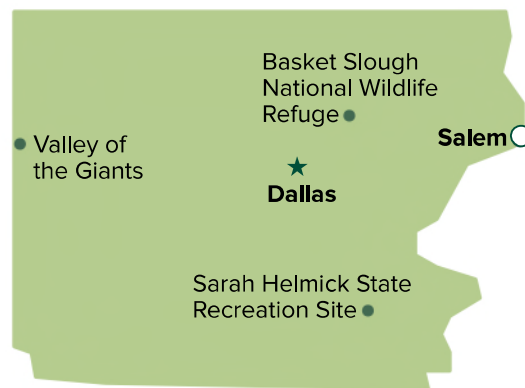 Basket Slough
National Wildlife
Refuge
Salem
Valley of
the Giants
Dallas
Sarah Helmick State
Recreation Site